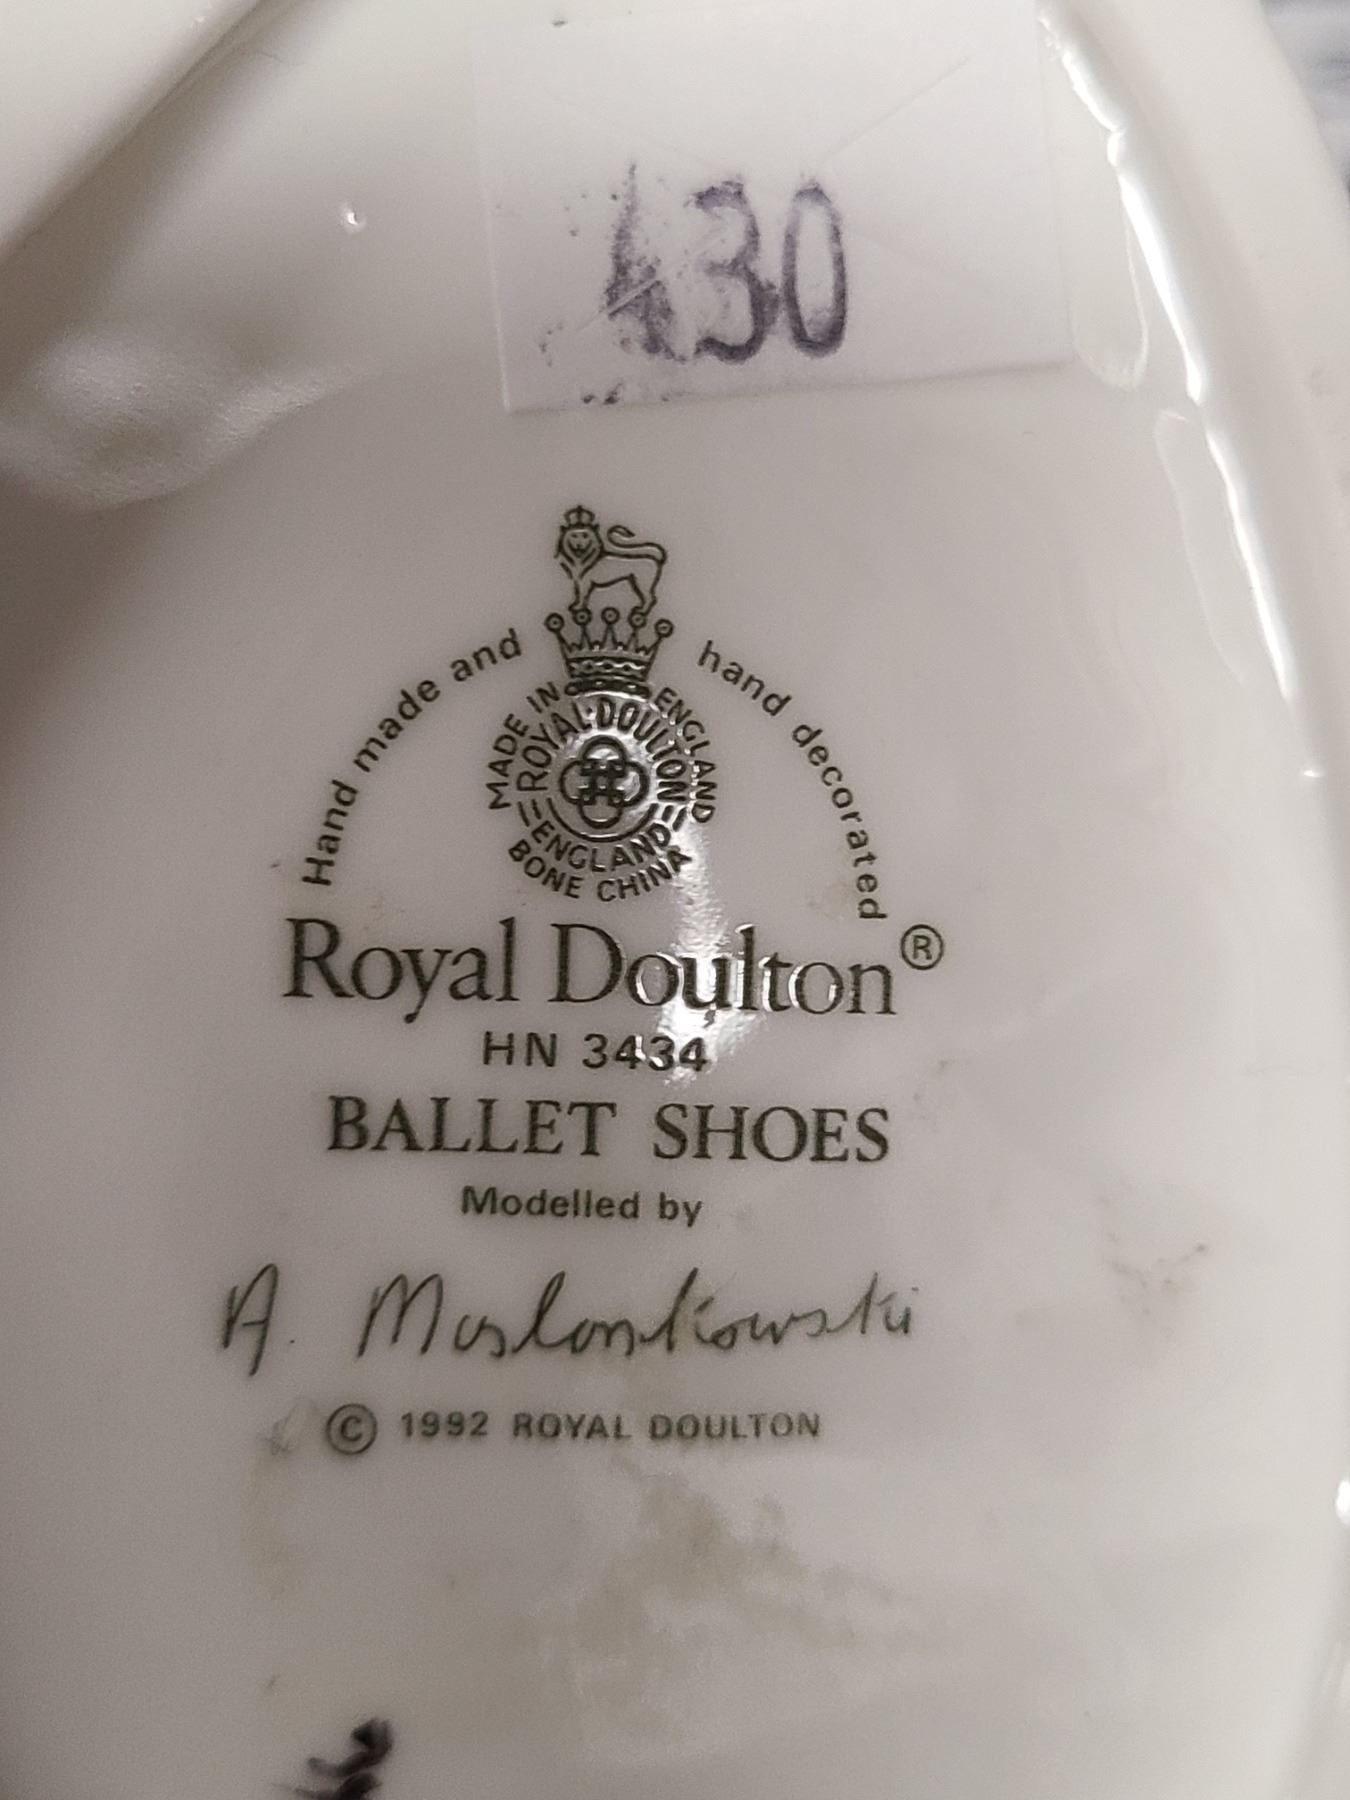 430
Hand made and hand decorated
MADE IN ENGLAND
ROYAL DOULTON
ENGLAND
BONE CHINA
Royal Doulton®
HN 3434
BALLET SHOES
Modelled by
A. Maslankowski
© 1992 ROYAL DOULTON